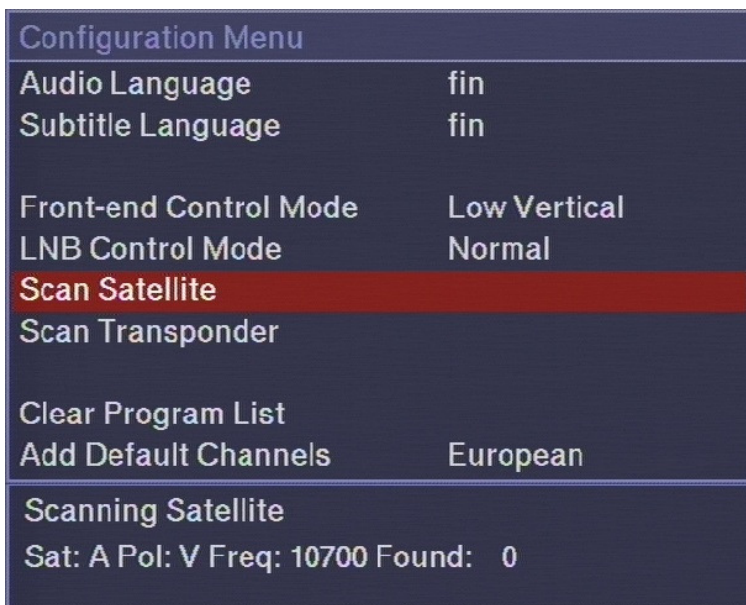 Configuration Menu
Audio Language fin
Subtitle Language fin
Front-end Control Mode Low Vertical
LNB Control Mode Normal
Scan Satellite
Scan Transponder
Clear Program List
Add Default Channels European
Scanning Satellite
Sat: A Pol: V Freq: 10700 Found: 0